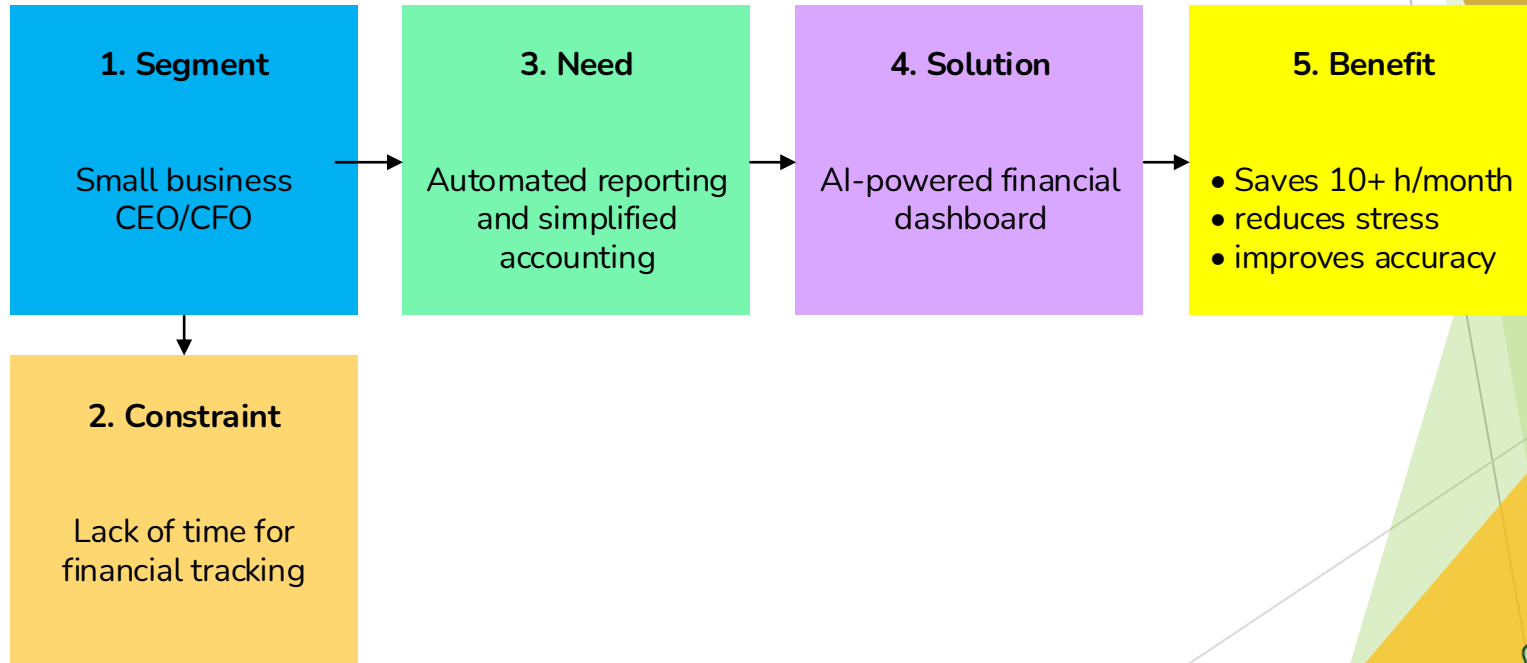 1. Segment
Small business
CEO/CFO
3. Need
Automated reporting
and simplified
accounting
4. Solution
AI-powered financial
dashboard
5. Benefit
• Saves 10+ h/month
• reduces stress
• improves accuracy
2. Constraint
Lack of time for
financial tracking